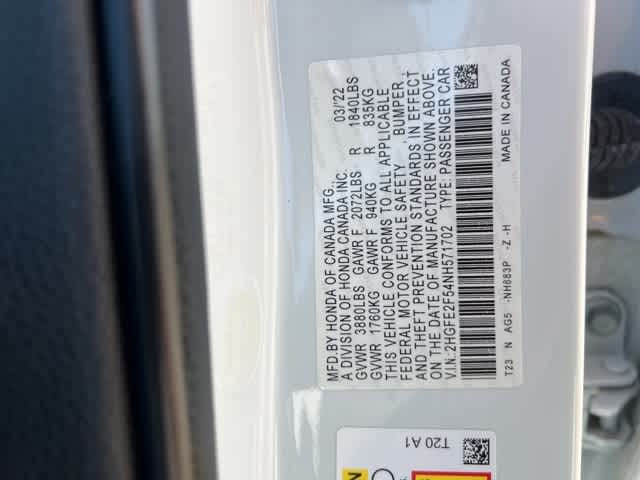 MFD.BY HONDA OF CANADA MFG., 03/22
A DIVISION OF HONDA CANADA INC.
GVWR 3880LBS GAWR F 2072LBS R 1840LBS
GVWR 1760KG GAWR F 940KG R 835KG
THIS VEHICLE CONFORMS TO ALL APPLICABLE
FEDERAL MOTOR VEHICLE SAFETY, BUMPER,
AND THEFT PREVENTION STANDARDS IN EFFECT
ON THE DATE OF MANUFACTURE SHOWN ABOVE.
V.I.N: 2HGFE2F54NH571702 TYPE: PASSENGER CAR
T23 N AG5 -NH883P -Z -H MADE IN CANADA
T20 A1